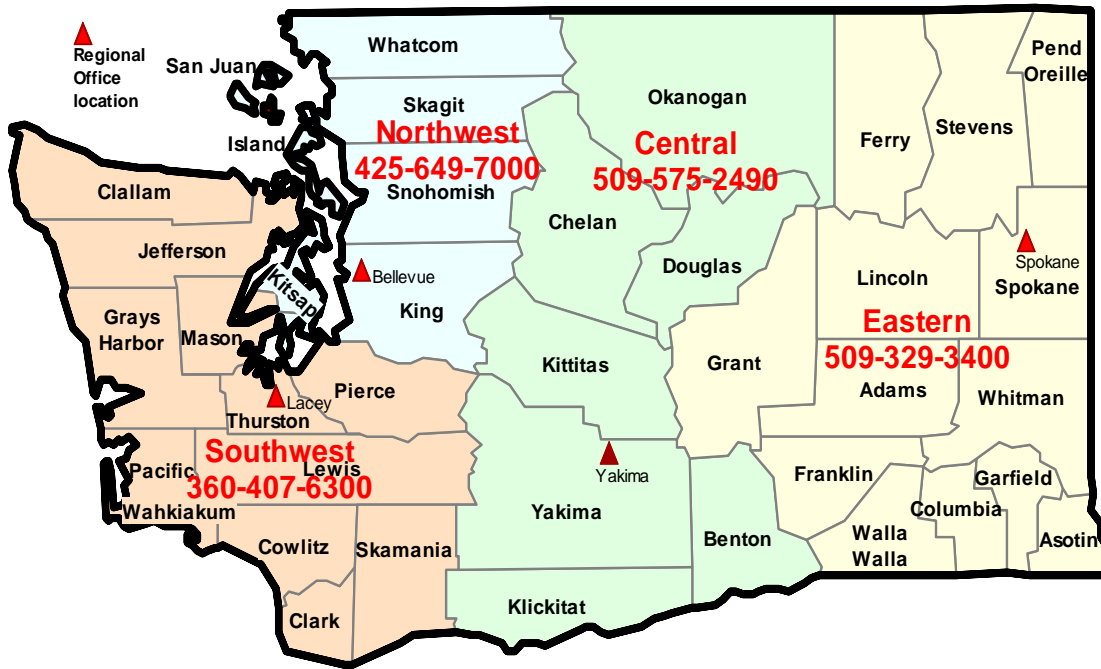 Regional
Office
location
San Juan
Whatcom
Pend
Oreille
Skagit
Okanogan
Island
Northwest
425-649-7000
Central
509-575-2490
Ferry
Stevens
Clallam
Snohomish
Chelan
Jefferson
Douglas
Kitsap
Bellevue
King
Lincoln
Spokane
Spokane
Grays
Harbor
Mason
Eastern
509-329-3400
Kittitas
Grant
Pierce
Lacey
Thurston
Adams
Whitman
Southwest
360-407-6300
Lewis
Pacific
Yakima
Franklin
Garfield
Wahkiakum
Yakima
Columbia
Cowlitz
Skamania
Benton
Walla
Walla
Asotin
Klickitat
Clark